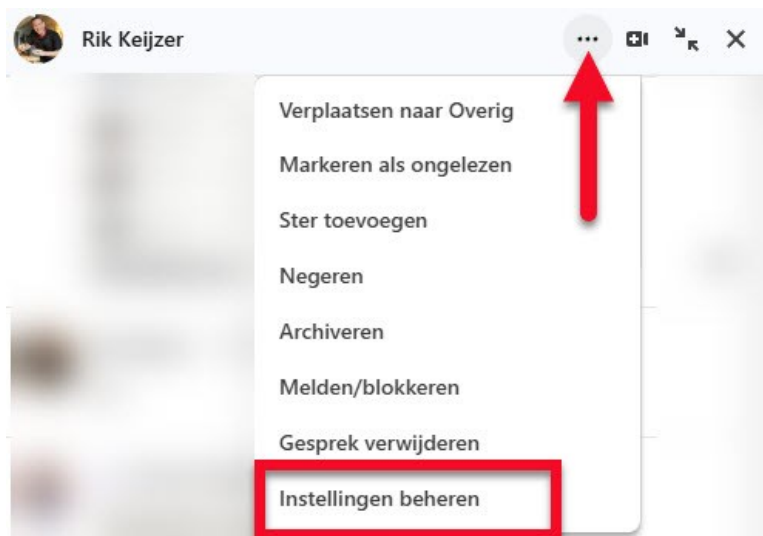 Rik Keijzer
Verplaatsen naar Overig
Markeren als ongelezen
Ster toevoegen
Negeren
Archiveren
Melden/blokkeren
Gesprek verwijderen
Instellingen beheren